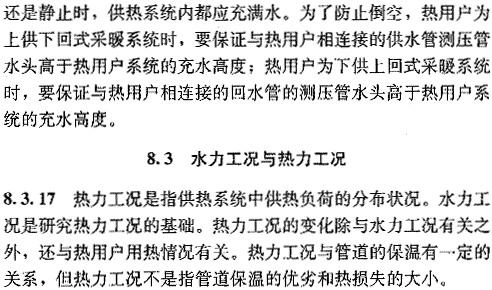 还是静止时，供热系统内都应充满水。为了防止倒空，热用户为
上供下回式采暖系统时，要保证与热用户相连接的供水管测压管
水头高于热用户系统的充水高度；热用户为下供上回式采暖系统
时，要保证与热用户相连接的回水管的测压管水头高于热用户系
统的充水高度。
8.3 水力工况与热力工况
8.3.17 热力工况是指供热系统中供热负荷的分布状况。水力工
况是研究热力工况的基础。热力工况的变化除与水力工况有关之
外，还与热用户用热情况有关。热力工况与管道的保温有一定的
关系，但热力工况不是指管道保温的优劣和热损失的大小。